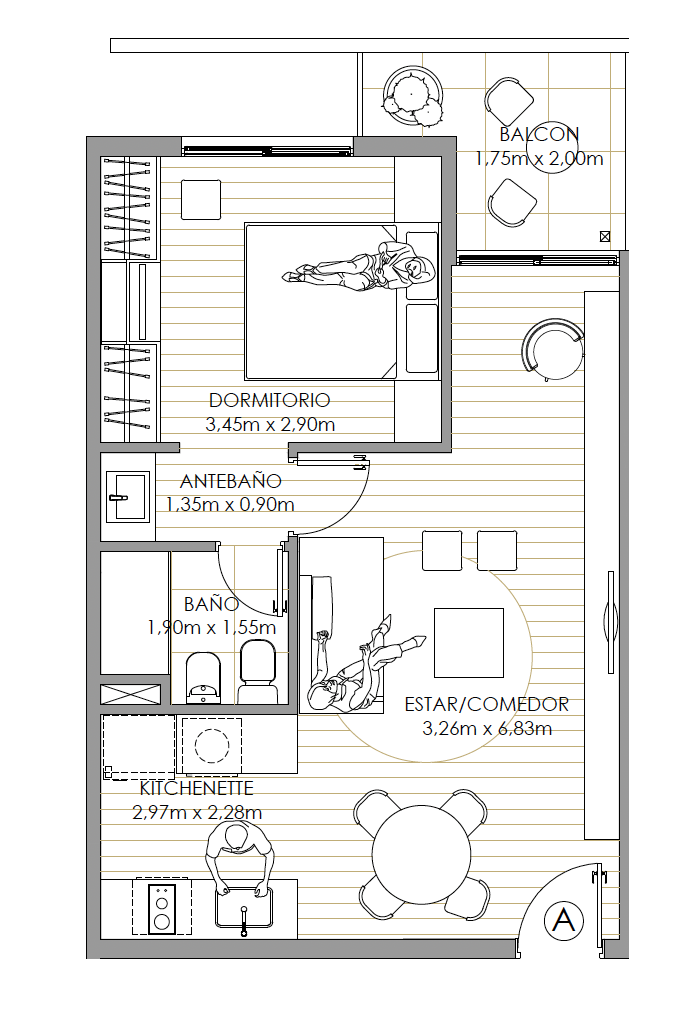 BALCON
1,75m x 2,00m
DORMITORIO
3,45m x 2,90m
ANTEBAÑO
1,35m x 0,90m
BAÑO
1,90m x 1,55m
ESTAR/COMEDOR
3,26m x 6,83m
KITCHENETTE
2,97m x 2,28m
A